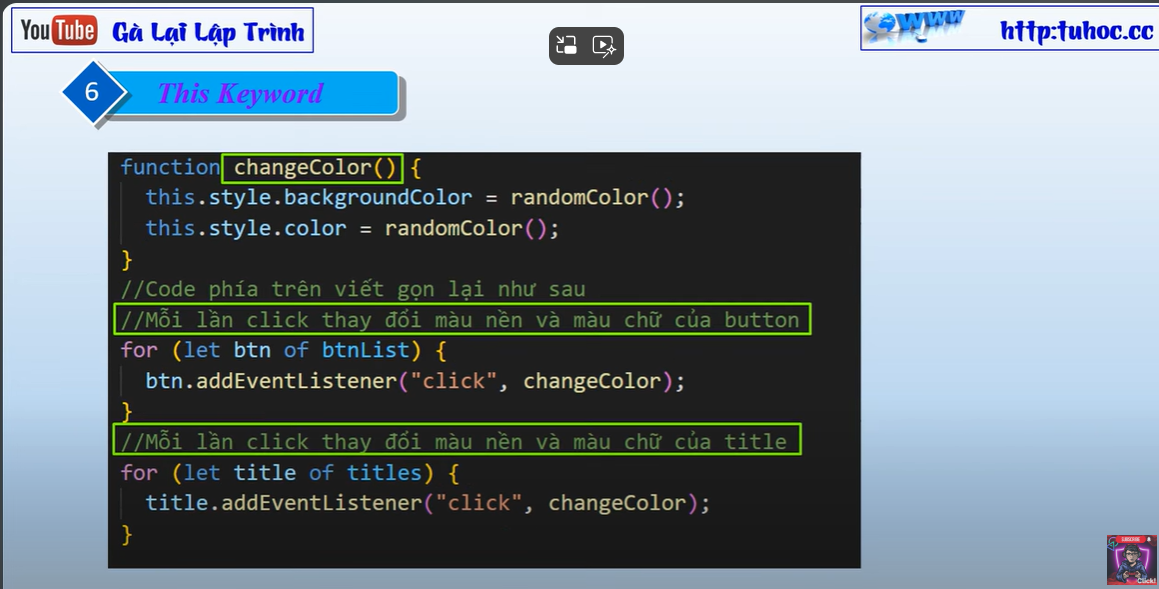 YouTube Gà Lại Lập Trình
WWW http:tuhoc.cc
6 This Keyword
function changeColor() {
this.style.backgroundColor = randomColor();
this.style.color = randomColor();
}
//Code phía trên viết gọn lại như sau
//Mỗi lần click thay đổi màu nền và màu chữ của button
for (let btn of btnList) {
btn.addEventListener("click", changeColor);
}
//Mỗi lần click thay đổi màu nền và màu chữ của title
for (let title of titles) {
title.addEventListener("click", changeColor);
}
SUBSCRIBE
Click!